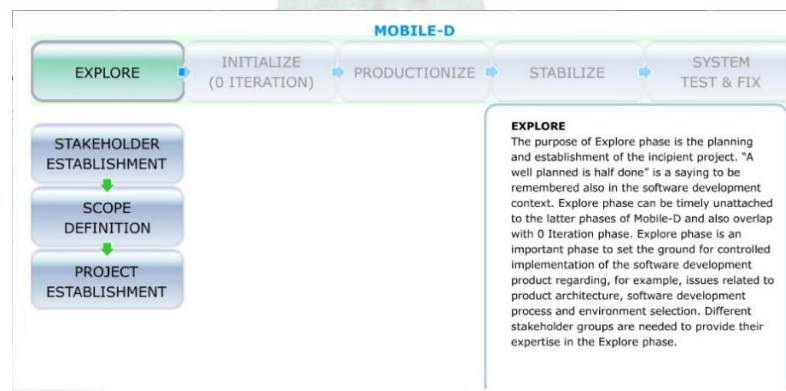 MOBILE-D
EXPLORE
INITIALIZE
(0 ITERATION)
PRODUCTIONIZE
STABILIZE
SYSTEM
TEST & FIX
STAKEHOLDER
ESTABLISHMENT
SCOPE
DEFINITION
PROJECT
ESTABLISHMENT
EXPLORE
The purpose of Explore phase is the planning
and establishment of the incipient project. "A
well planned is half done" is a saying to be
remembered also in the software development
context. Explore phase can be timely unattached
to the latter phases of Mobile-D and also overlap
with 0 Iteration phase. Explore phase is an
important phase to set the ground for controlled
implementation of the software development
product regarding, for example, issues related to
product architecture, software development
process and environment selection. Different
stakeholder groups are needed to provide their
expertise in the Explore phase.